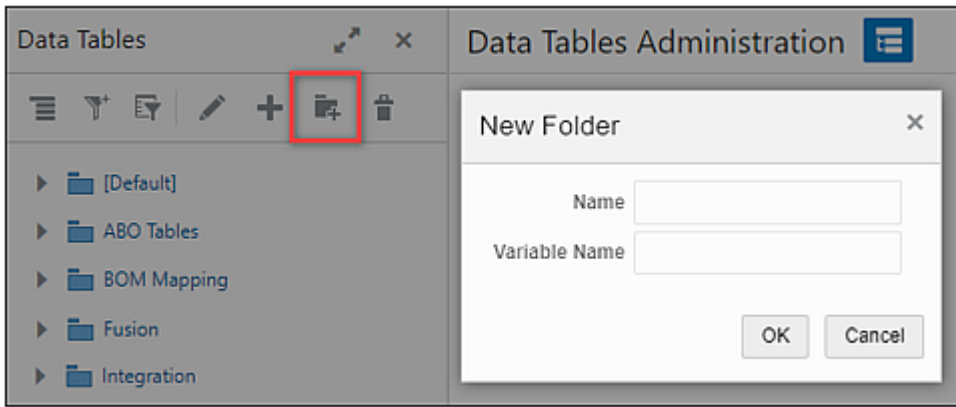 Data Tables
Data Tables Administration
[Default]
ABO Tables
BOM Mapping
Fusion
Integration
New Folder
Name
Variable Name
OK
Cancel